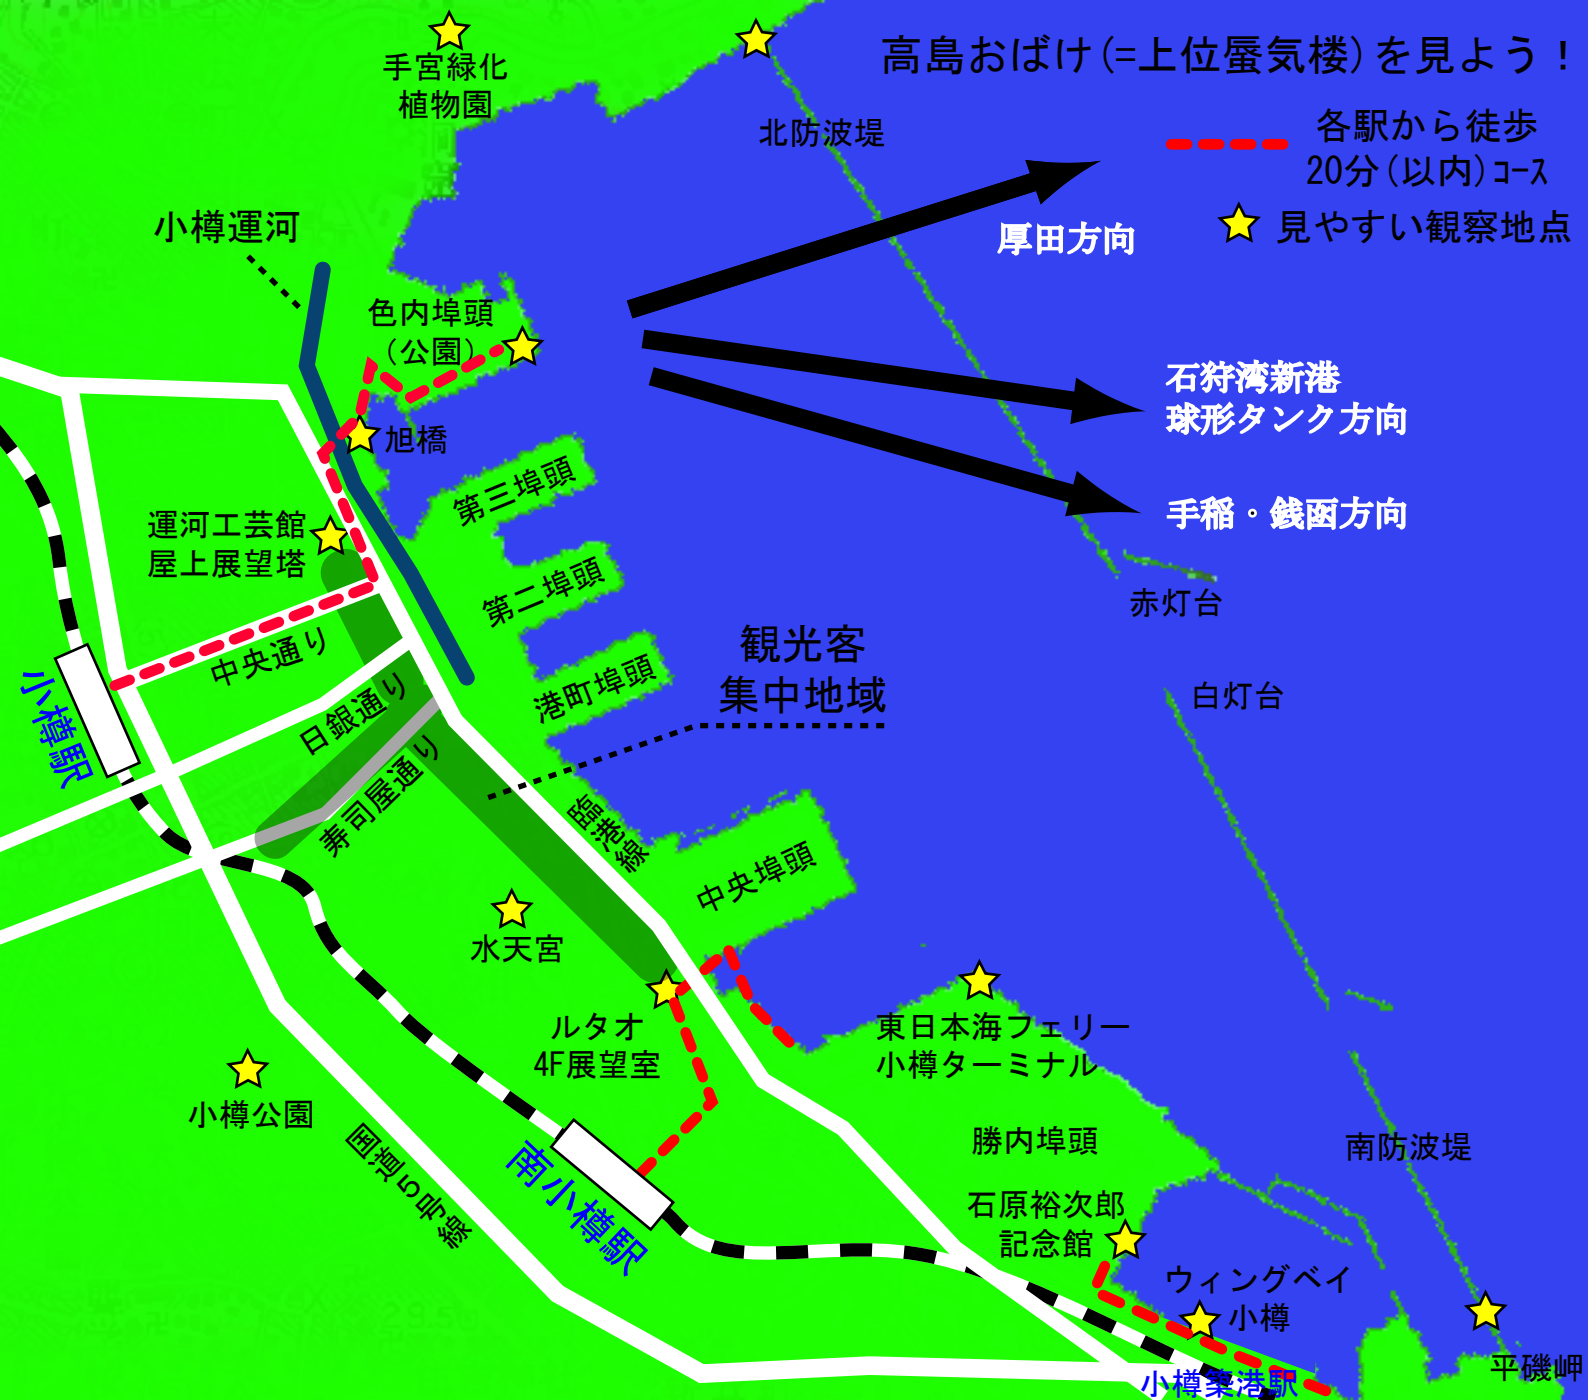 高島おばけ(=上位蜃気楼)を見よう！
手宮緑化
植物園
北防波堤
各駅から徒歩
20分(以内)コース
見やすい観察地点
小樽運河
厚田方向
色内埠頭
(公園)
石狩湾新港
球形タンク方向
旭橋
第三埠頭
手稲・銭函方向
運河工芸館
屋上展望塔
第二埠頭
赤灯台
中央通り
観光客
集中地域
港町埠頭
白灯台
小樽駅
日銀通り
寿司屋通り
臨港線
中央埠頭
水天宮
ルタオ
4F展望室
東日本海フェリー
小樽ターミナル
小樽公園
国道5号線
南小樽駅
勝内埠頭
南防波堤
石原裕次郎
記念館
ウィングベイ
小樽
平磯岬
小樽築港駅